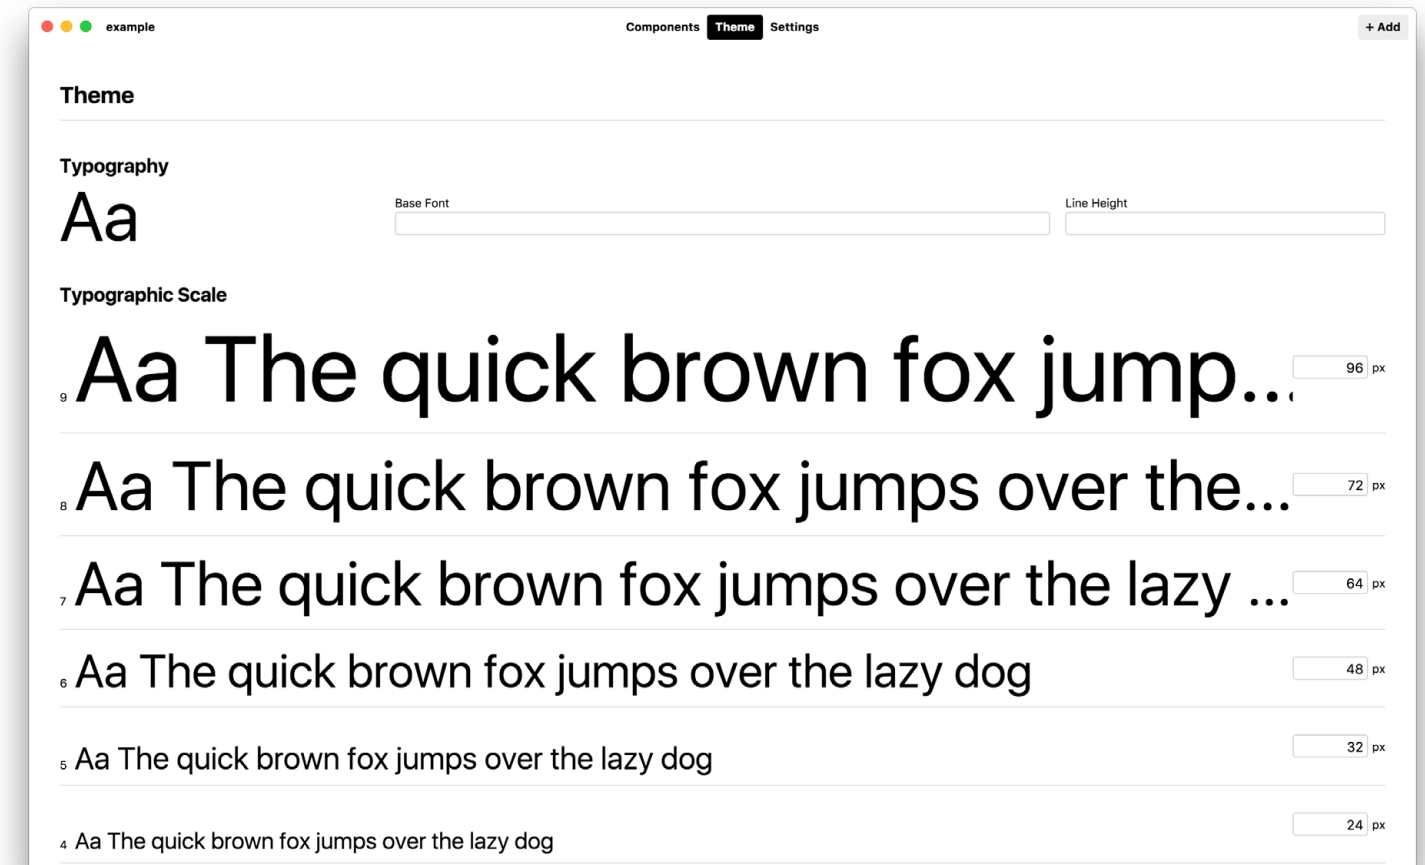 example Components Theme Settings + Add
Theme
Typography
Aa
Base Font Line Height
Typographic Scale
9 Aa The quick brown fox jump... 96 px
8 Aa The quick brown fox jumps over the... 72 px
7 Aa The quick brown fox jumps over the lazy ... 64 px
6 Aa The quick brown fox jumps over the lazy dog 48 px
5 Aa The quick brown fox jumps over the lazy dog 32 px
4 Aa The quick brown fox jumps over the lazy dog 24 px